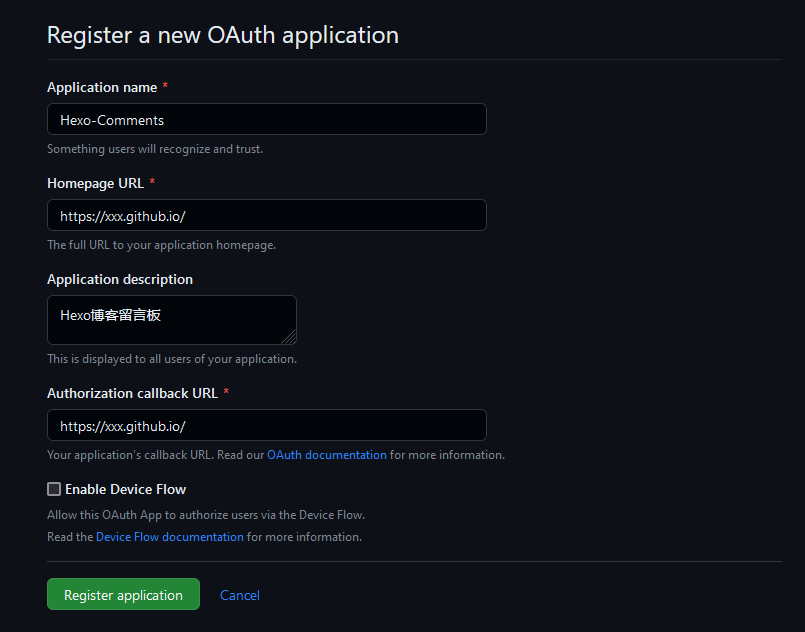 Register a new OAuth application
Application name *
Hexo-Comments
Something users will recognize and trust.
Homepage URL *
https://xxx.github.io/
The full URL to your application homepage.
Application description
Hexo博客留言板
This is displayed to all users of your application.
Authorization callback URL *
https://xxx.github.io/
Your application's callback URL. Read our OAuth documentation for more information.
Enable Device Flow
Allow this OAuth App to authorize users via the Device Flow.
Read the Device Flow documentation for more information.
Register application Cancel